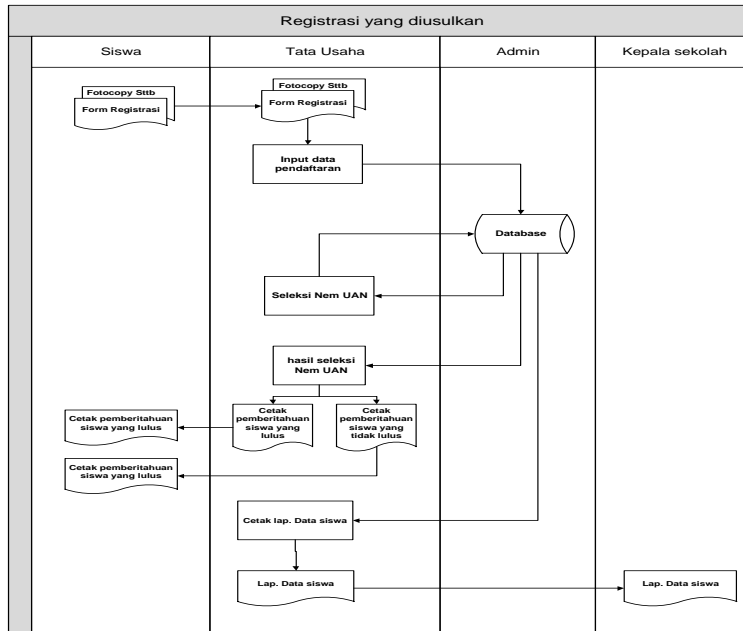 Registrasi yang diusulkan
Siswa
Tata Usaha
Admin
Kepala sekolah
Fotocopy Sttb
Form Registrasi
Fotocopy Sttb
Form Registrasi
Input data
pendaftaran
Database
Seleksi Nem UAN
hasil seleksi
Nem UAN
Cetak pemberitahuan
siswa yang lulus
Cetak
pemberitahuan
siswa yang
lulus
Cetak
pemberitahuan
siswa yang
tidak lulus
Cetak pemberitahuan
siswa yang lulus
Cetak lap. Data siswa
Lap. Data siswa
Lap. Data siswa